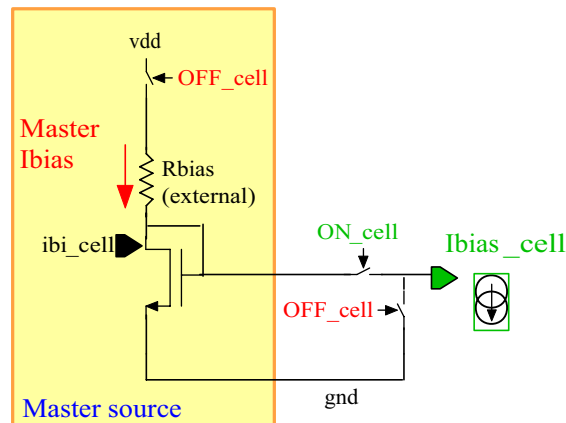 vdd
OFF_cell
Master
Ibias
Rbias
(external)
ibi_cell
ON_cell
Ibias_cell
OFF_cell
gnd
Master source